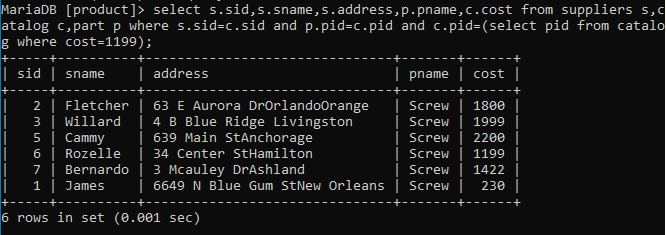 MariaDB [product]> select s.sid,s.sname,s.address,p.pname,c.cost from suppliers s,c
atalog c,part p where s.sid=c.sid and p.pid=c.pid and c.pid=(select pid from catalo
g where cost=1199);
+-----+----------+---------------------------------+-------+------+
| sid | sname    | address                         | pname | cost |
+-----+----------+---------------------------------+-------+------+
|   2 | Fletcher | 63 E Aurora DrOrlandoOrange     | Screw | 1800 |
|   3 | Willard  | 4 B Blue Ridge Livingston       | Screw | 1999 |
|   5 | Cammy    | 639 Main StAnchorage            | Screw | 2200 |
|   6 | Rozelle  | 34 Center StHamilton            | Screw | 1199 |
|   7 | Bernardo | 3 Mcauley DrAshland             | Screw | 1422 |
|   1 | James    | 6649 N Blue Gum StNew Orleans   | Screw |  230 |
+-----+----------+---------------------------------+-------+------+
6 rows in set (0.001 sec)